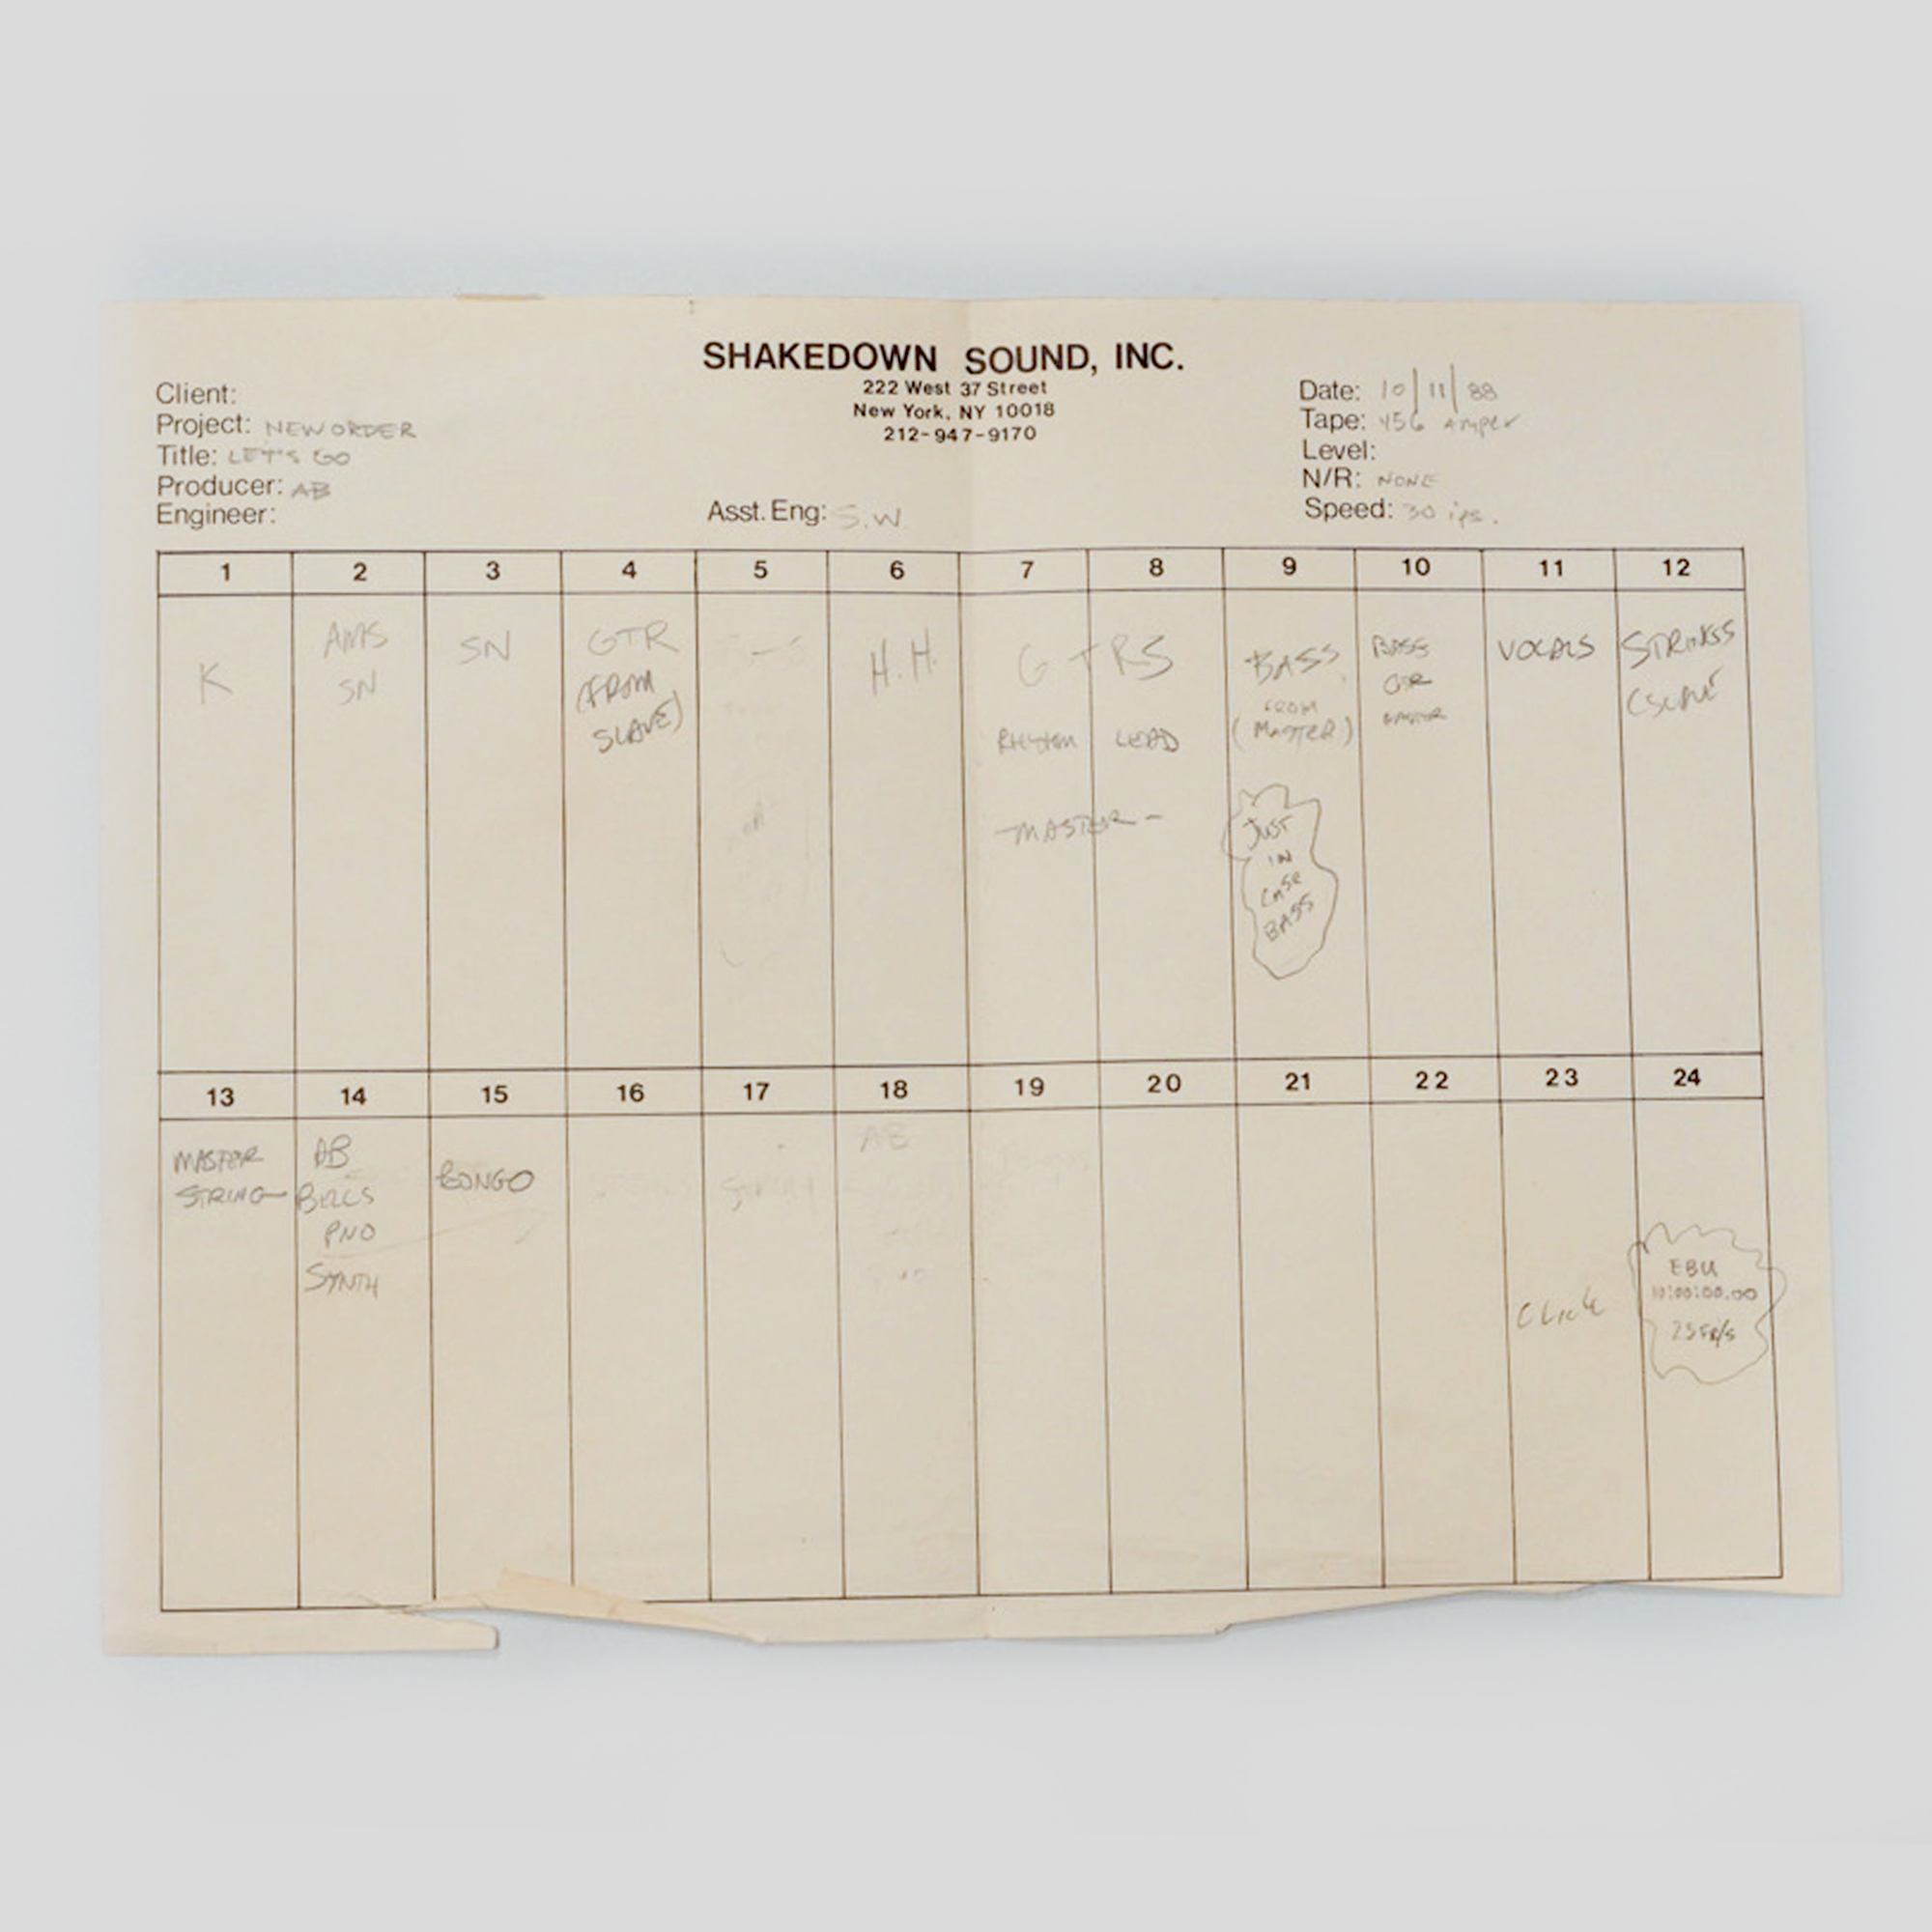 SHAKEDOWN SOUND, INC.
222 West 37 Street
New York, NY 10018
212-947-9170
Client:
Project: NEW ORDER
Title: LET'S GO
Producer: AB
Engineer:
Asst. Eng: S.W.
Date: 10/11/88
Tape: 456 Ampex
Level:
N/R: NONE
Speed: 30 ips.
1 2 3 4 5 6 7 8 9 10 11 12
K
AMS
SN
SN
GTR
(FROM
SLAVE)
H.H.
GTRS
RHYTHM LEAD
-MASTER-
BASS
FROM
(MASTER)
JUST
IN
CASE
BASS
BASS
VOCALS
STRINGS
13 14 15 16 17 18 19 20 21 22 23 24
MASTER
STRING
AB
BELLS
PNO
SYNTH
BONGO
AB
CLICK
EBU
10:00:00.00
25 FR/S